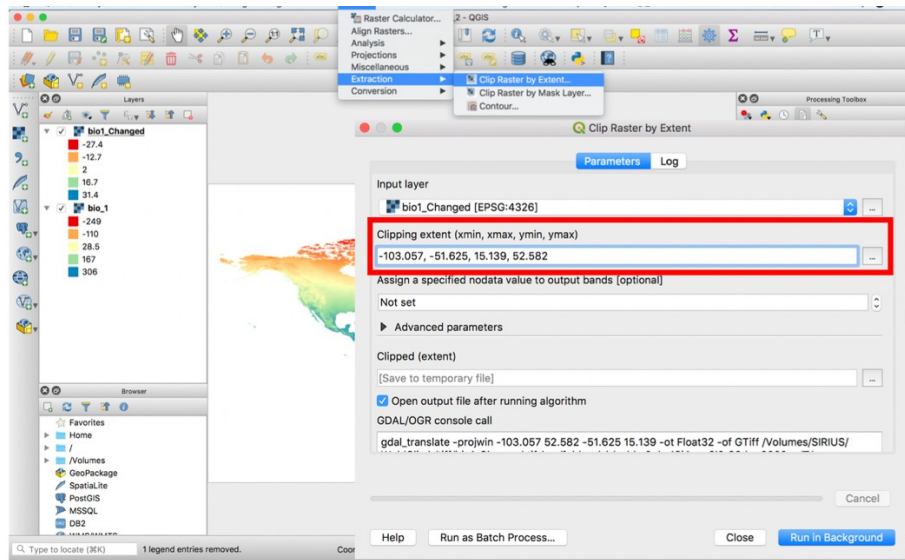 Raster Calculator...
Align Rasters...
Analysis
Projections
Miscellaneous
Extraction
Conversion
Clip Raster by Extent...
Clip Raster by Mask Layer...
Contour...
2 - QGIS
Layers
bio1_Changed
-27.4
-12.7
2
16.7
31.4
bio_1
-249
-110
28.5
167
306
Browser
Favorites
Home
/
/Volumes
GeoPackage
SpatiaLite
PostGIS
MSSQL
DB2
Type to locate (⌘K)
1 legend entries removed.
Coor
Processing Toolbox
Clip Raster by Extent
Parameters
Log
Input layer
bio1_Changed [EPSG:4326]
Clipping extent (xmin, xmax, ymin, ymax)
-103.057, -51.625, 15.139, 52.582
Assign a specified nodata value to output bands [optional]
Not set
Advanced parameters
Clipped (extent)
[Save to temporary file]
Open output file after running algorithm
GDAL/OGR console call
gdal_translate -projwin -103.057 52.582 -51.625 15.139 -ot Float32 -of GTiff /Volumes/SIRIUS/
Cancel
Help
Run as Batch Process...
Close
Run in Background